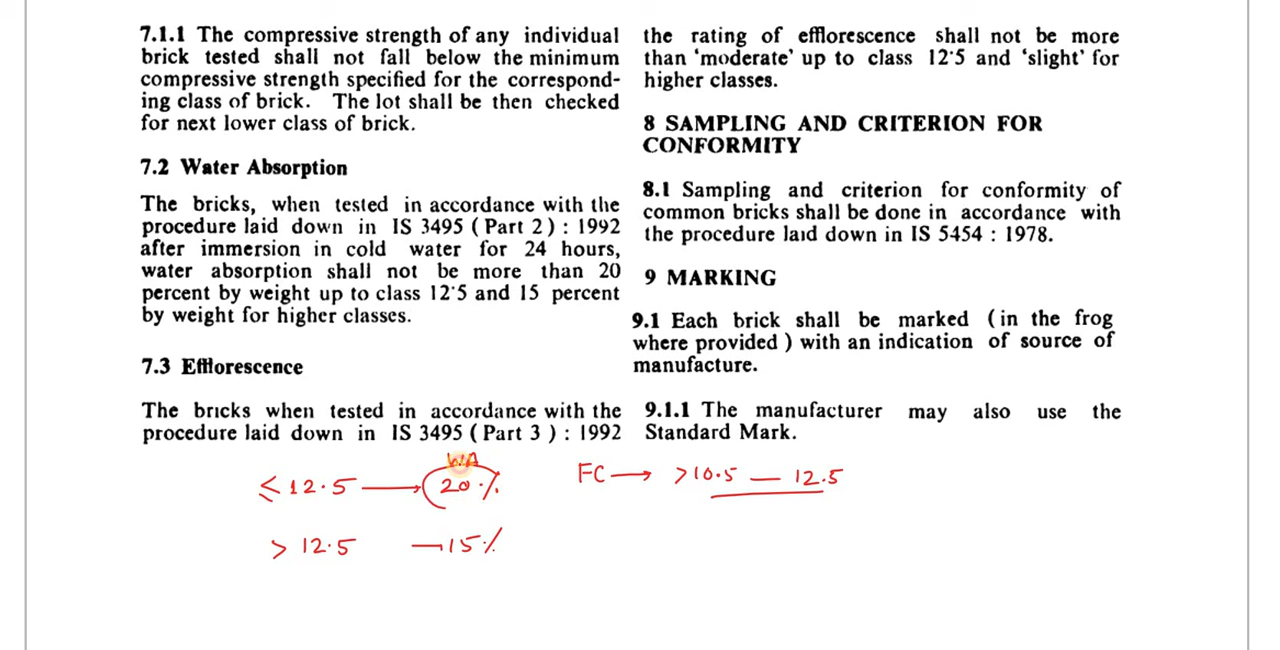 7.1.1 The compressive strength of any individual
brick tested shall not fall below the minimum
compressive strength specified for the correspond-
ing class of brick. The lot shall be then checked
for next lower class of brick.
7.2 Water Absorption
The bricks, when tested in accordance with the
procedure laid down in IS 3495 ( Part 2 ) : 1992
after immersion in cold water for 24 hours,
water absorption shall not be more than 20
percent by weight up to class 12·5 and 15 percent
by weight for higher classes.
7.3 Efflorescence
The bricks when tested in accordance with the
procedure laid down in IS 3495 ( Part 3 ) : 1992
the rating of efflorescence shall not be more
than ‘moderate’ up to class 12·5 and ‘slight’ for
higher classes.
8 SAMPLING AND CRITERION FOR
CONFORMITY
8.1 Sampling and criterion for conformity of
common bricks shall be done in accordance with
the procedure laid down in IS 5454 : 1978.
9 MARKING
9.1 Each brick shall be marked ( in the frog
where provided ) with an indication of source of
manufacture.
9.1.1 The manufacturer may also use the
Standard Mark.
WA
≤ 12.5 → 20%
> 12.5 → 15%
FC → >10.5 — 12.5